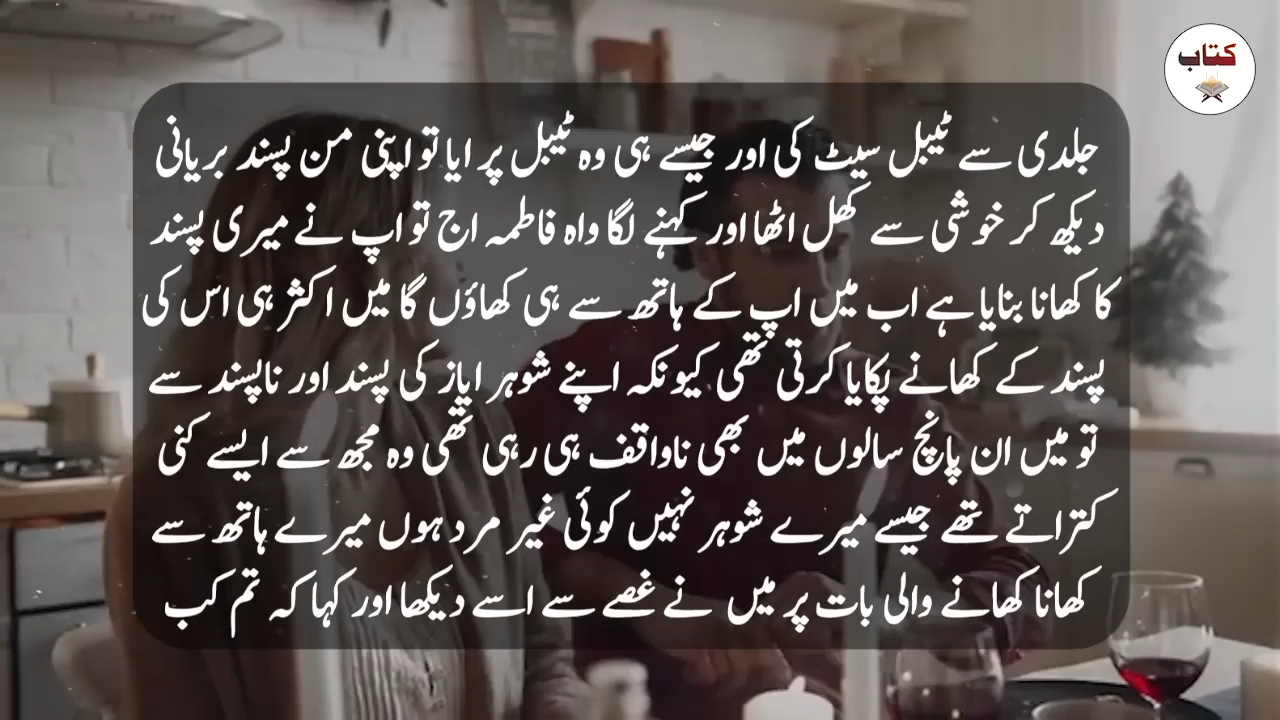 کتاب
جلدی سے ٹیبل سیٹ کی اور جیسے ہی وہ ٹیبل پر ایا تو اپنی من پسند بریانی
دیکھ کر خوشی سے کھل اٹھا اور کہنے لگا واہ فاطمہ اج تو اپ نے میری پسند
کا کھانا بنایا ہے اب میں اپ کے ہاتھ سے ہی کھاؤں گا میں اکثر ہی اس کی
پسند کے کھانے پکایا کرتی تھی کیونکہ اپنے شوہر ایاز کی پسند اور ناپسند سے
تو میں ان پانچ سالوں میں بھی ناواقف ہی رہی تھی وہ مجھ سے ایسے کنی
کتراتے تھے جیسے میرے شوہر نہیں کوئی غیر مرد ہوں میرے ہاتھ سے
کھانا کھانے والی بات پر میں نے غصے سے اسے دیکھا اور کہا کہ تم کب